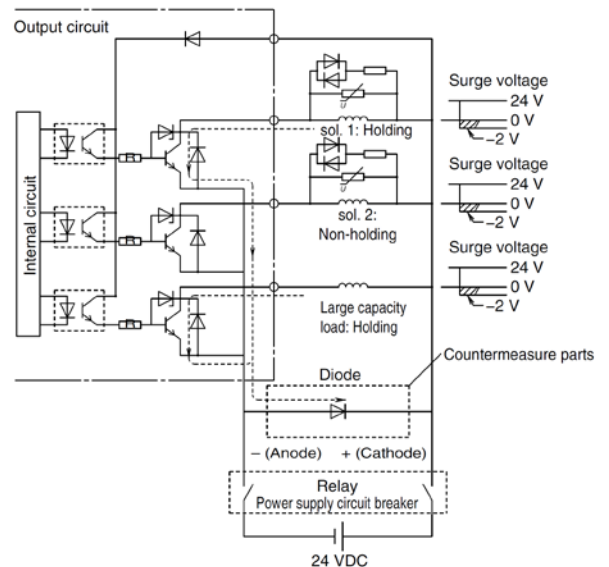 Output circuit
Internal circuit
sol. 1: Holding
Surge voltage
24 V
0 V
–2 V
sol. 2:
Non-holding
Surge voltage
24 V
0 V
–2 V
Large capacity
load: Holding
Surge voltage
24 V
0 V
–2 V
Countermeasure parts
Diode
– (Anode) + (Cathode)
Relay
Power supply circuit breaker
24 VDC